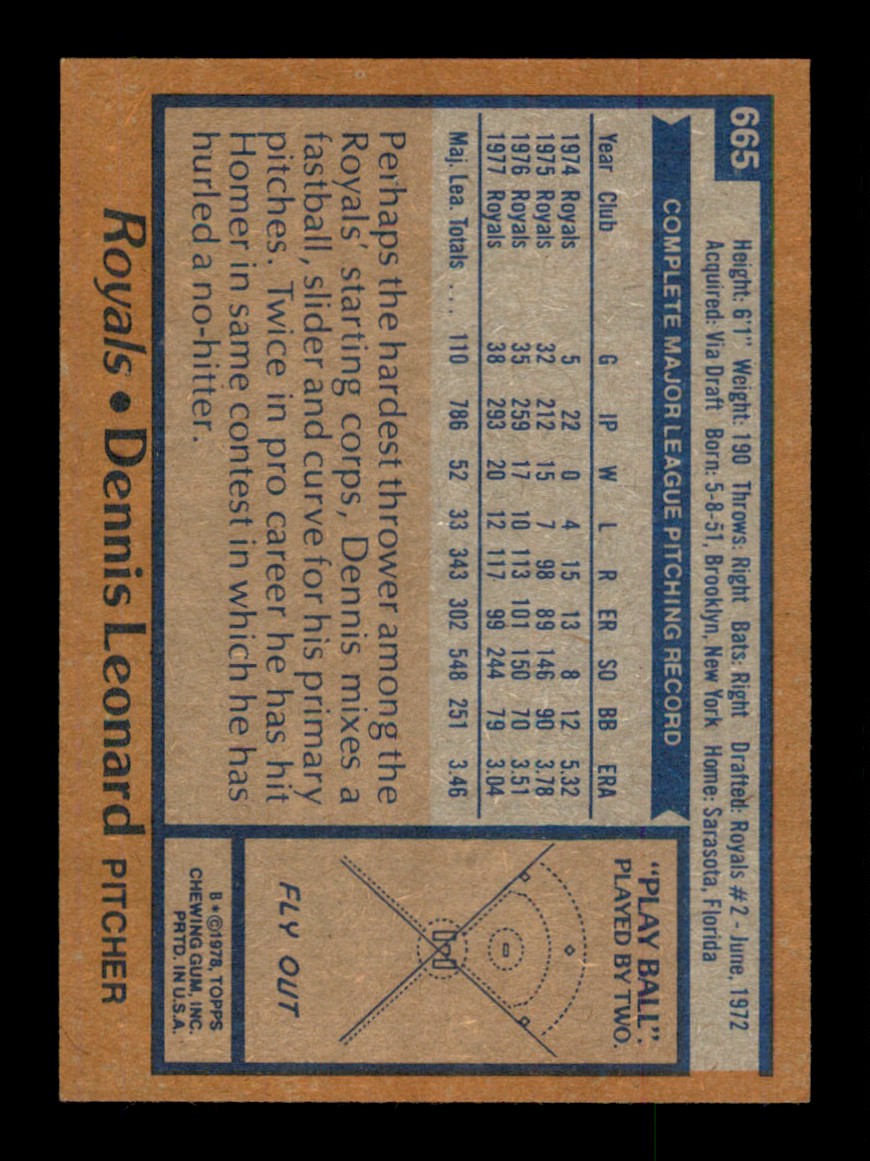 665
Height: 6'1" Weight: 190 Throws: Right Bats: Right Drafted: Royals #2 - June, 1972
Acquired: Via Draft Born: 5-8-51, Brooklyn, New York Home: Sarasota, Florida
COMPLETE MAJOR LEAGUE PITCHING RECORD
Year Club G IP W L R ER SO BB ERA
1974 Royals 5 22 0 4 15 13 8 12 5.32
1975 Royals 32 212 15 7 98 89 146 90 3.78
1976 Royals 35 259 17 10 113 101 150 70 3.51
1977 Royals 38 293 20 12 117 99 244 79 3.04
Maj. Lea. Totals ... 110 786 52 33 343 302 548 251 3.46
Perhaps the hardest thrower among the
Royals' starting corps, Dennis mixes a
fastball, slider and curve for his primary
pitches. Twice in pro career he has hit
Homer in same contest in which he has
hurled a no-hitter.
"PLAY BALL".
PLAYED BY TWO.
FLY OUT
B*©1978, TOPPS
CHEWING GUM, INC.
PRTD. IN U.S.A.
Royals • Dennis Leonard PITCHER